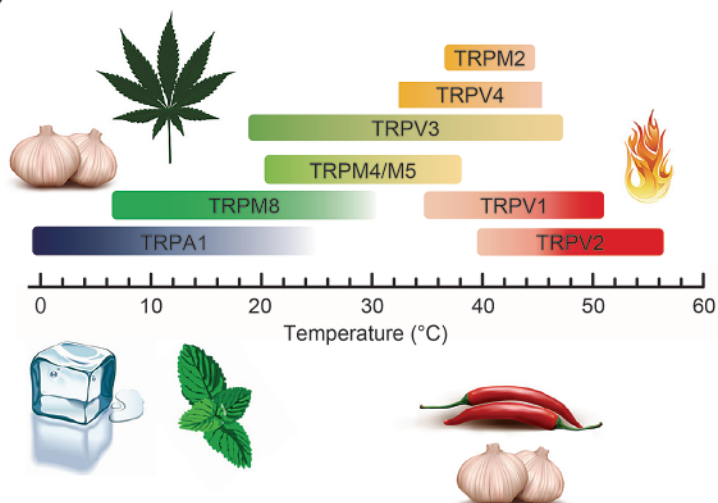 TRPM2
TRPV4
TRPV3
TRPM4/M5
TRPM8 TRPV1
TRPA1 TRPV2
0 10 20 30 40 50 60
Temperature (°C)